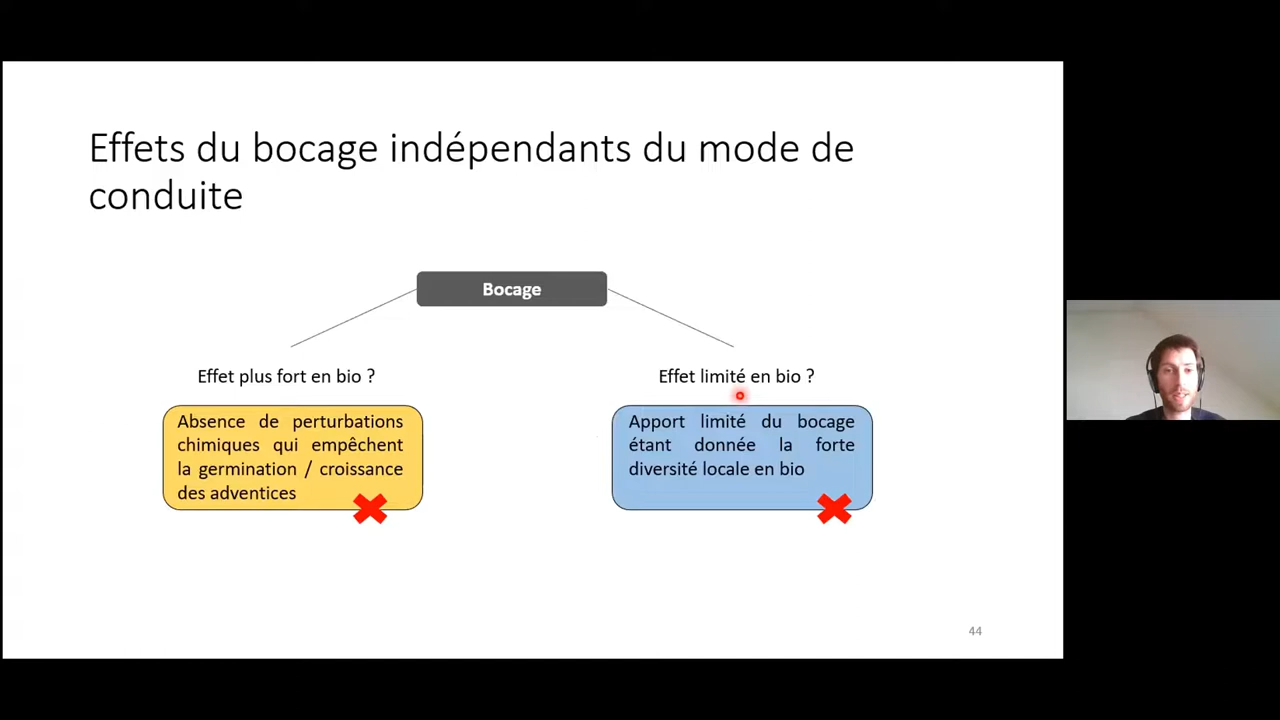 Effets du bocage indépendants du mode de
conduite
Bocage
Effet plus fort en bio ?
Absence de perturbations
chimiques qui empêchent
la germination / croissance
des adventices
Effet limité en bio ?
Apport limité du bocage
étant donnée la forte
diversité locale en bio
44